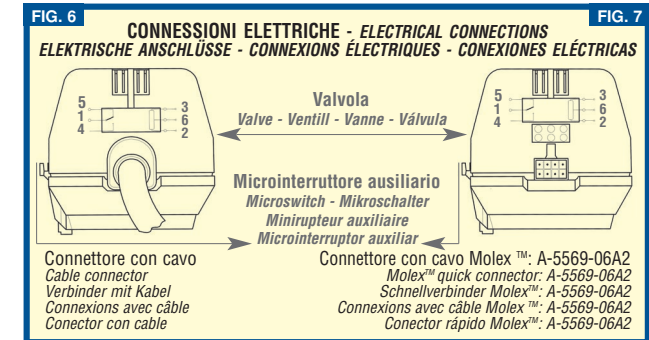 FIG. 6
FIG. 7
CONNESSIONI ELETTRICHE - ELECTRICAL CONNECTIONS
ELEKTRISCHE ANSCHLÜSSE - CONNEXIONS ÉLECTRIQUES - CONEXIONES ELÉCTRICAS
5 3
1 6
4 2
Valvola
Valve - Ventill - Vanne - Válvula
5 3
1 6
4 2
Microinterruttore ausiliario
Microswitch - Mikroschalter
Minirupteur auxiliaire
Microinterruptor auxiliar
Connettore con cavo
Cable connector
Verbinder mit Kabel
Connexions avec câble
Conector con cable
Connettore con cavo Molex ™: A-5569-06A2
Molex™ quick connector: A-5569-06A2
Schnellverbinder Molex™: A-5569-06A2
Connexions avec câble Molex ™: A-5569-06A2
Conector rápido Molex™: A-5569-06A2